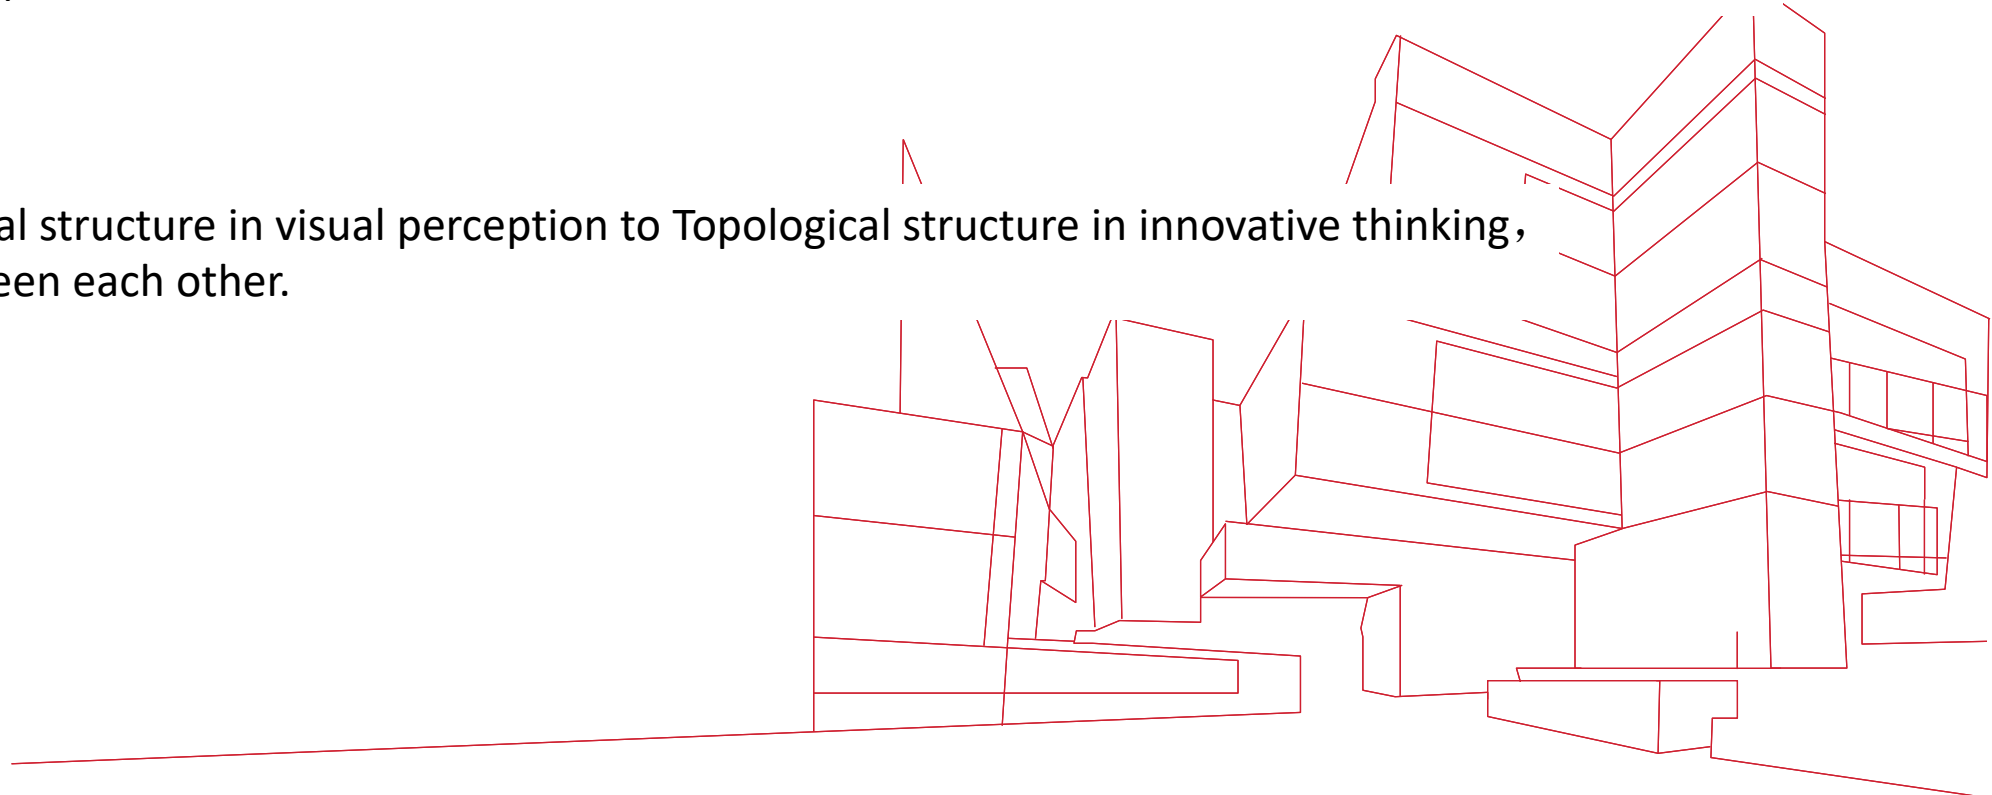 al structure in visual perception to Topological structure in innovative thinking，
een each other.